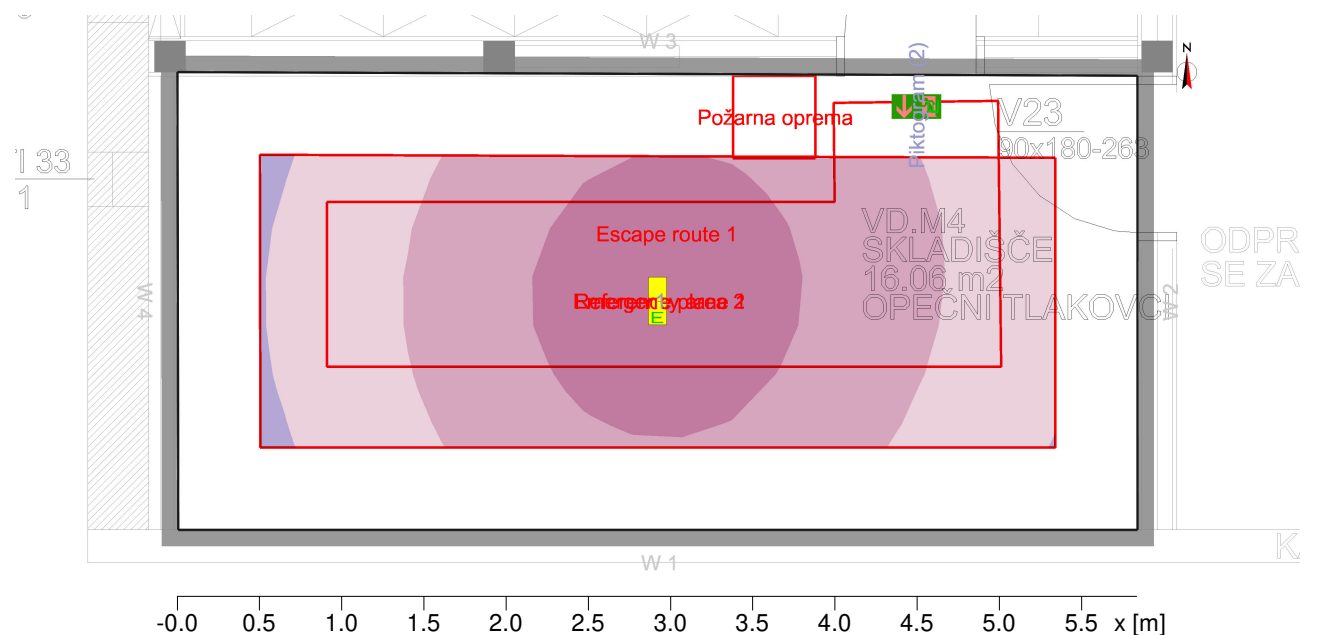 W 3
Piktogram (2)
z
Požarna oprema
V23
90x180-263
1 33
1
Escape route 1
VD.M4
SKLADIŠČE
16.06 m2
OPEČNI TLAKOVCI
ODPR
SE ZA
W 4
E
W 2
W 1
K
-0.0 0.5 1.0 1.5 2.0 2.5 3.0 3.5 4.0 4.5 5.0 5.5 x [m]